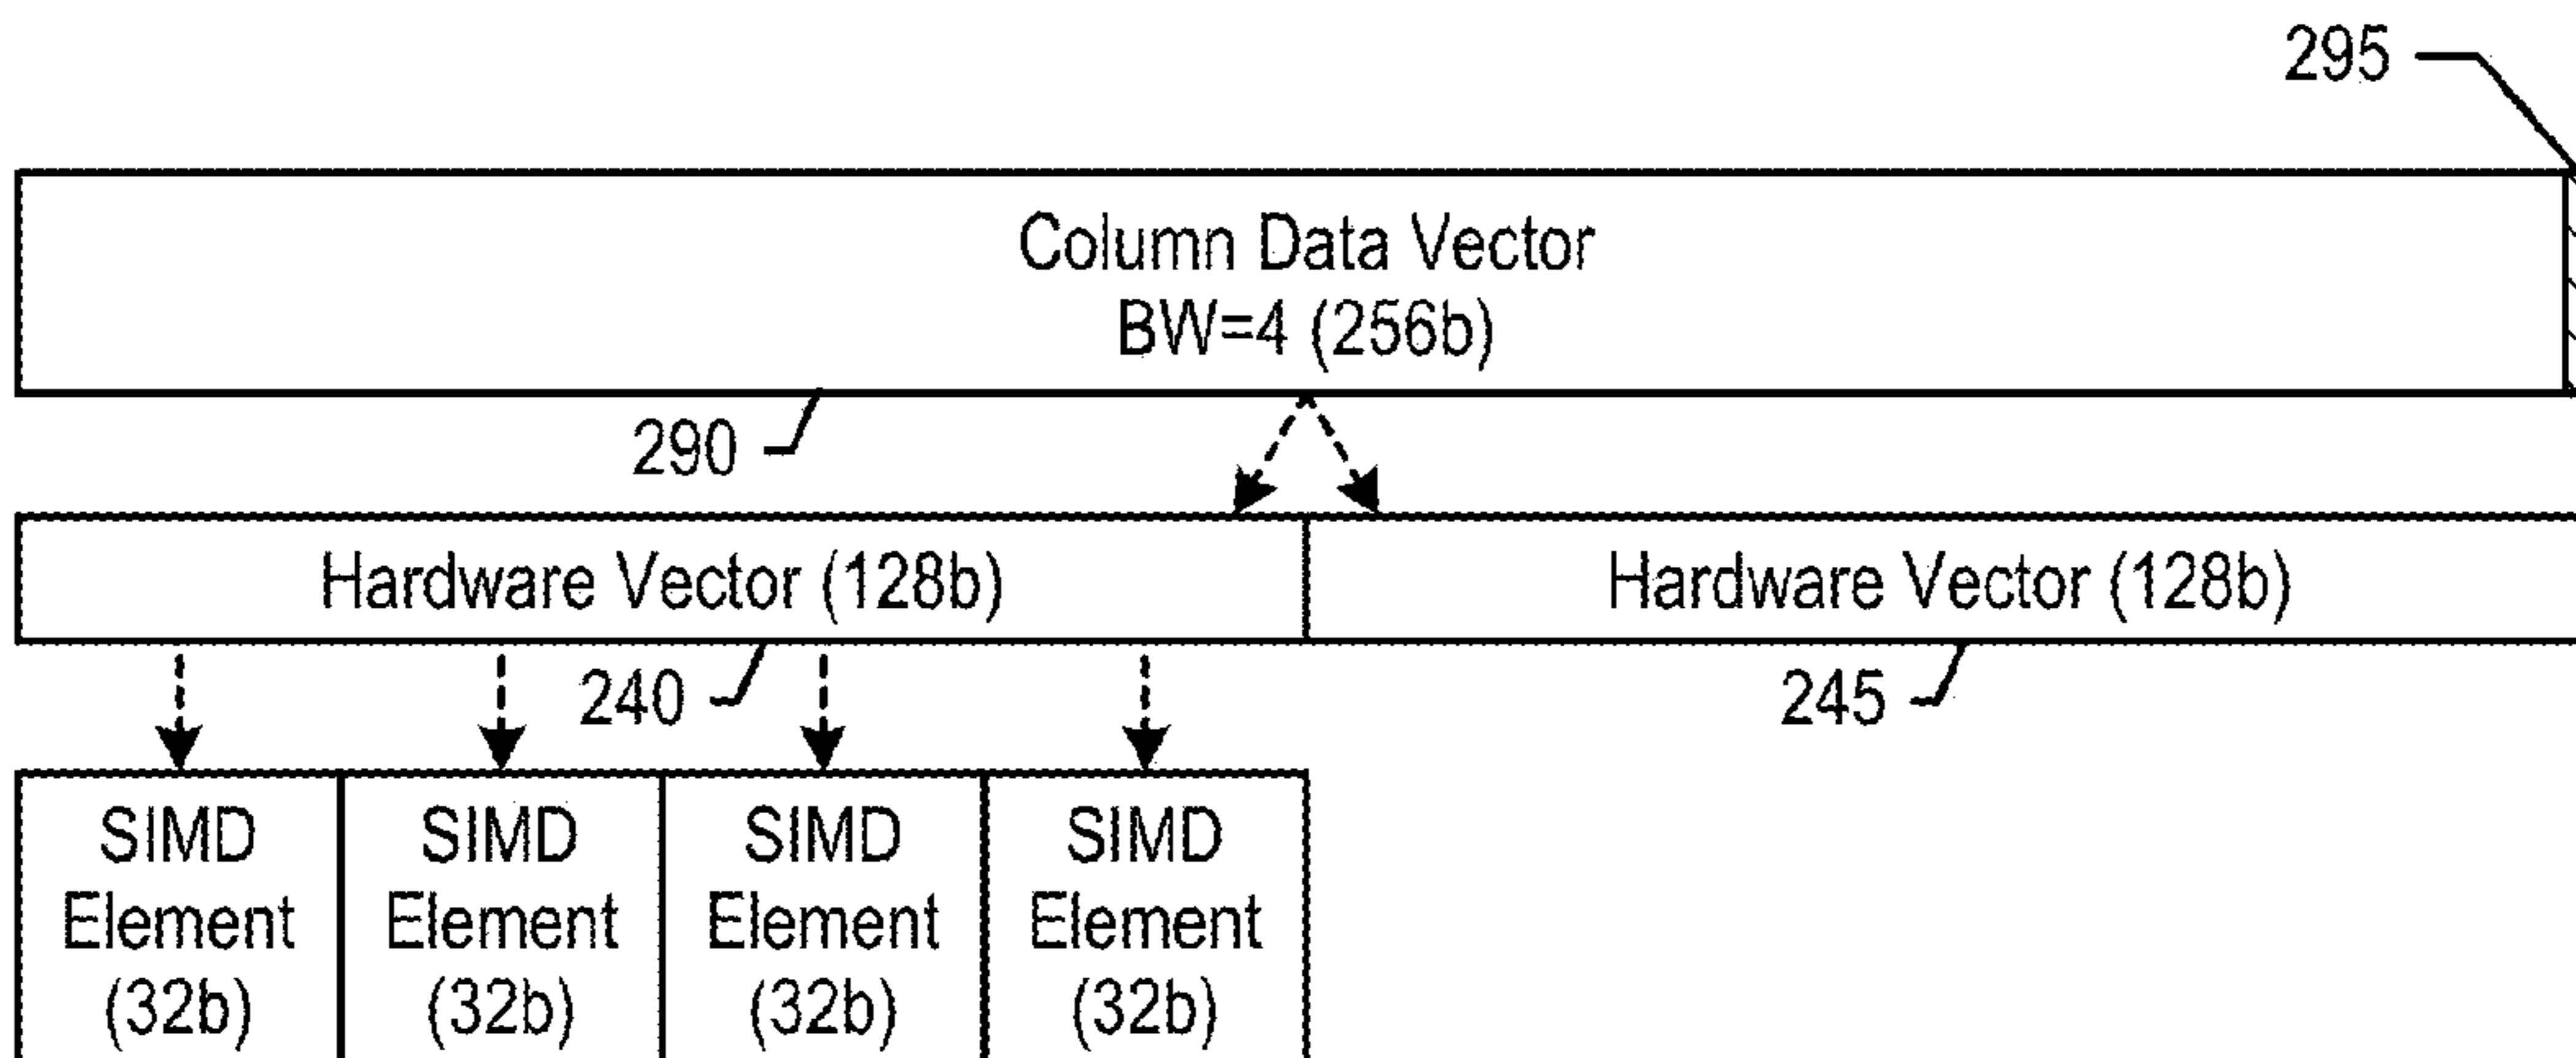 295
Column Data Vector
BW=4 (256b)
290
Hardware Vector (128b)
Hardware Vector (128b)
240
245
SIMD
Element
(32b)
SIMD
Element
(32b)
SIMD
Element
(32b)
SIMD
Element
(32b)